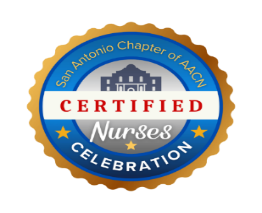 San Antonio Chapter of AACN
CERTIFIED
Nurses
CELEBRATION